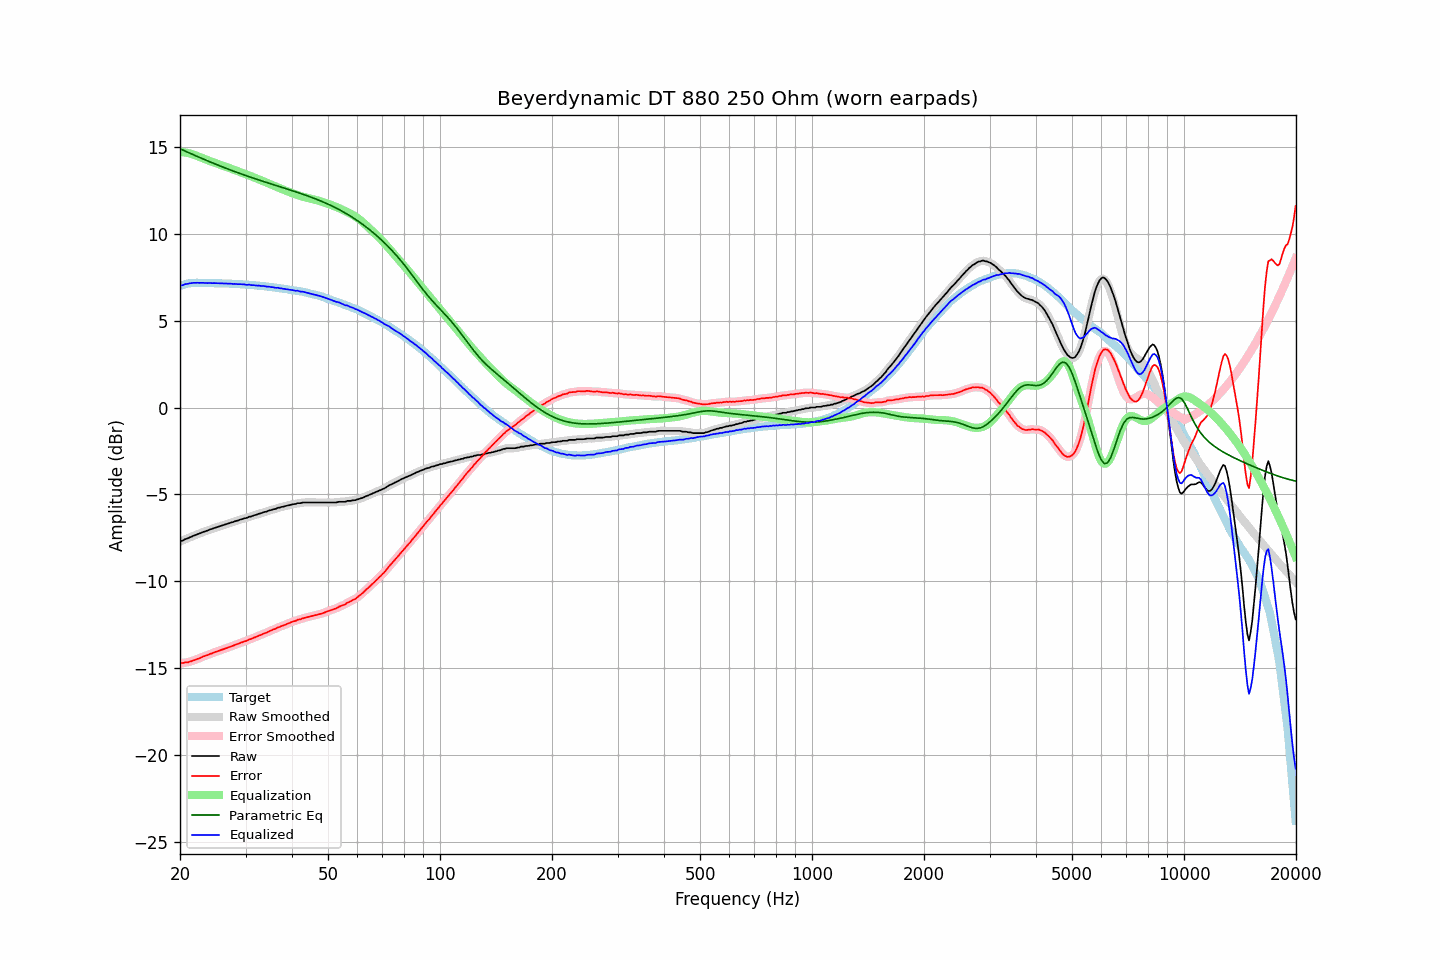 Beyerdynamic DT 880 250 Ohm (worn earpads)
Amplitude (dBr)
15
10
5
0
−5
−10
−15
−20
−25
Target
Raw Smoothed
Error Smoothed
Raw
Error
Equalization
Parametric Eq
Equalized
20 50 100 200 500 1000 2000 5000 10000 20000
Frequency (Hz)